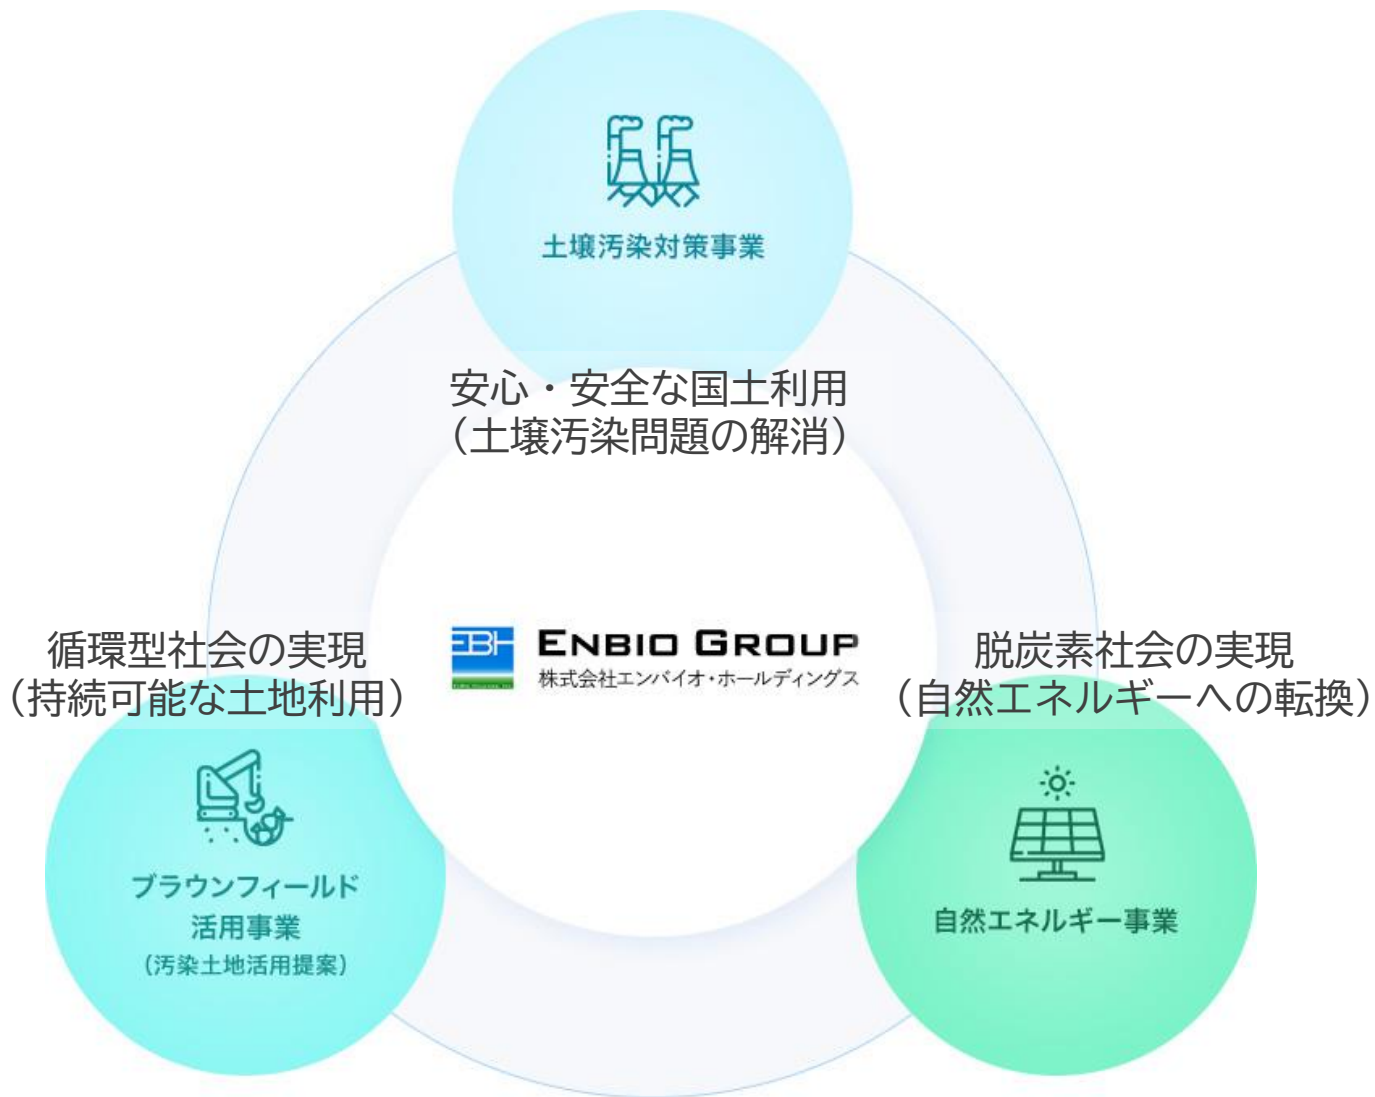 土壌汚染対策事業
安心・安全な国土利用
（土壌汚染問題の解消）
循環型社会の実現
（持続可能な土地利用）
EBH
ENBIO GROUP
株式会社エンバイオ・ホールディングス
脱炭素社会の実現
（自然エネルギーへの転換）
ブラウンフィールド
活用事業
（汚染土地活用提案）
自然エネルギー事業